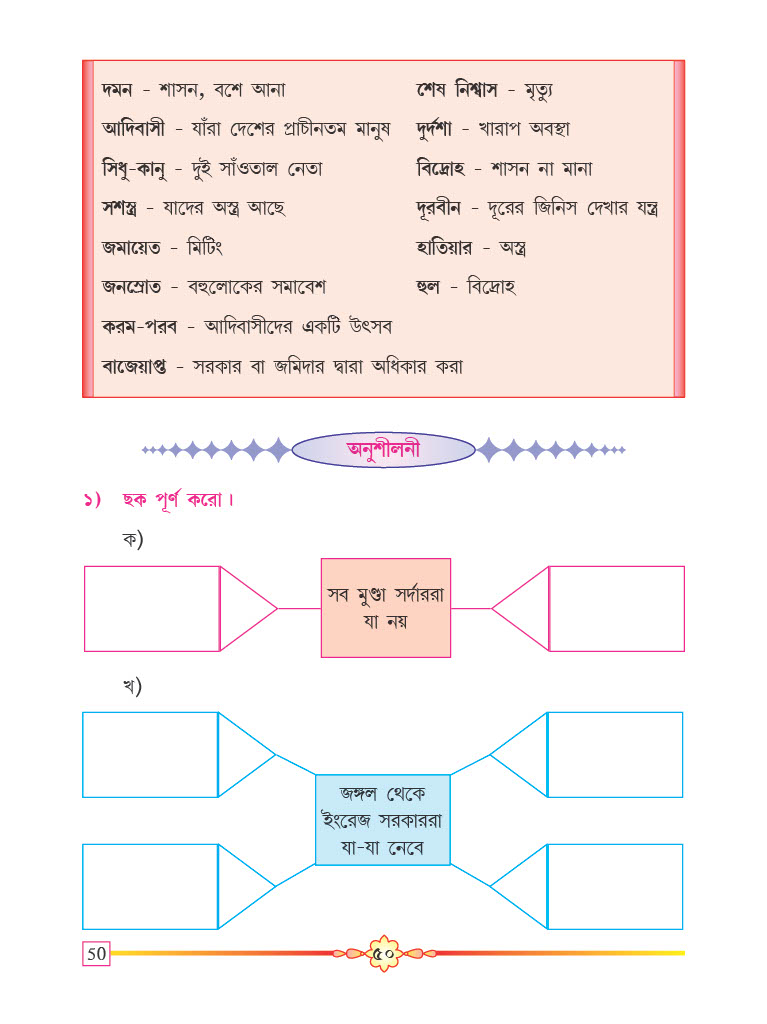 দমন - শাসন, বশে আনা
শেষ নিশ্বাস - মৃত্যু
আদিবাসী - যাঁরা দেশের প্রাচীনতম মানুষ
দুর্দশা - খারাপ অবস্থা
সিধু-কানু - দুই সাঁওতাল নেতা
বিদ্রোহ - শাসন না মানা
সশস্ত্র - যাদের অস্ত্র আছে
দূরবীন - দূরের জিনিস দেখার যন্ত্র
জমায়েত - মিটিং
হাতিয়ার - অস্ত্র
জনস্রোত - বহুলোকের সমাবেশ
হুল - বিদ্রোহ
করম-পরব - আদিবাসীদের একটি উৎসব
বাজেয়াপ্ত - সরকার বা জমিদার দ্বারা অধিকার করা
অনুশীলনী
১) ছক পূর্ণ করো।
ক)
সব মুণ্ডা সর্দাররা
যা নয়
খ)
জঙ্গল থেকে
ইংরেজ সরকাররা
যা-যা নেবে
50
৫০